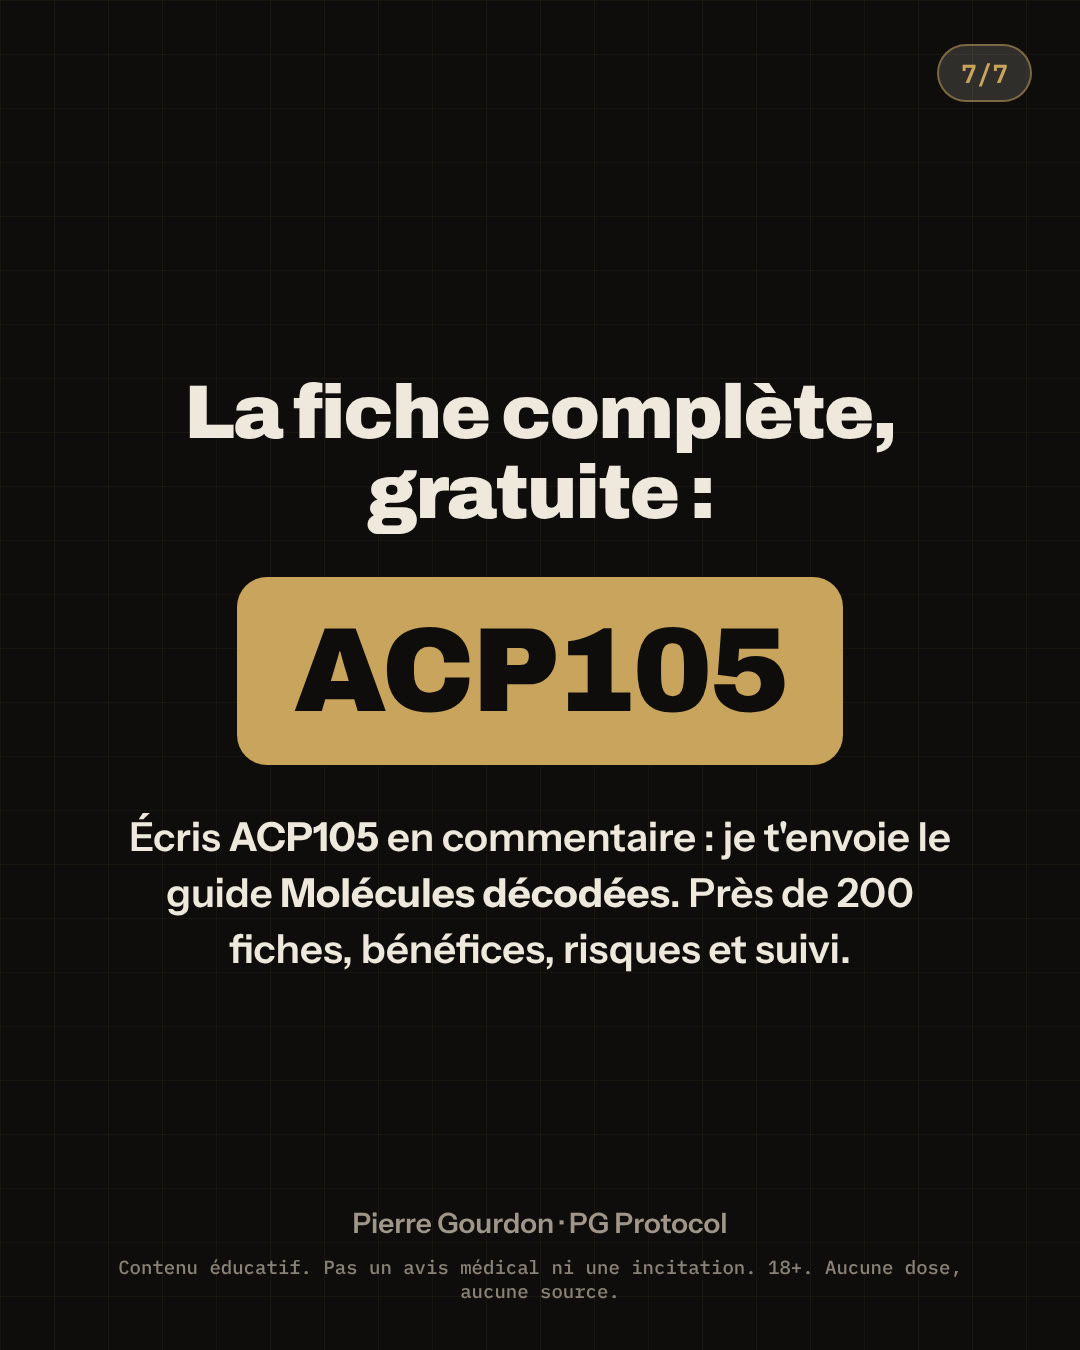 7/7
La fiche complète,
gratuite :
ACP105
Écris ACP105 en commentaire : je t'envoie le
guide Molécules décodées. Près de 200
fiches, bénéfices, risques et suivi.
Pierre Gourdon · PG Protocol
Contenu éducatif. Pas un avis médical ni une incitation. 18+. Aucune dose,
aucune source.